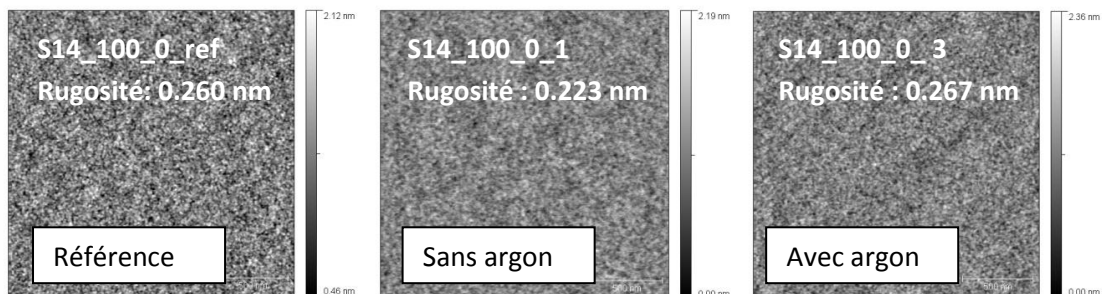 2.12 nm
S14_100_0_ref
Rugosité: 0.260 nm
Référence
0.46 nm
2.19 nm
S14_100_0_1
Rugosité : 0.223 nm
Sans argon
500 nm
0.00 nm
2.36 nm
S14_100_0_ 3
Rugosité : 0.267 nm
Avec argon
500 nm
0.00 nm